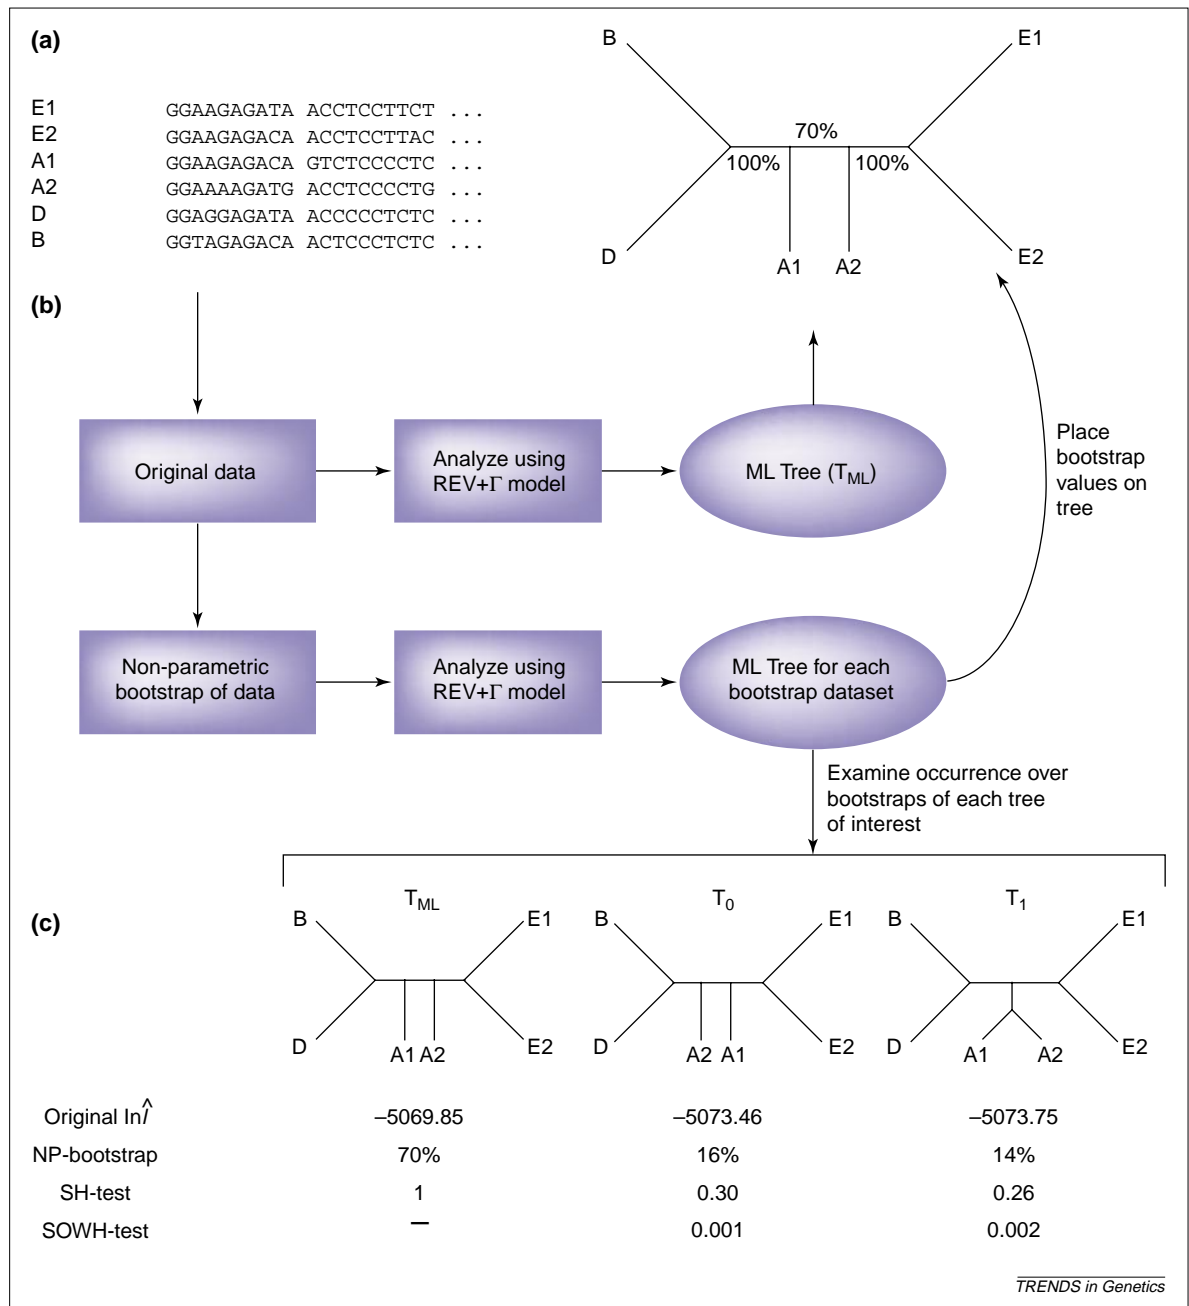 (a)
E1 GGAAGAGATA ACCTCCTTCT ...
E2 GGAAGAGACA ACCTCCTTAC ...
A1 GGAAGAGACA GTCTCCCCTC ...
A2 GGAAAAGATG ACCTCCCCTG ...
D GGAGGAGATA ACCCCCTCTC ...
B GGTAGAGACA ACTCCCTCTC ...
B
E1
70%
100%
100%
D
A1
A2
E2
(b)
Original data
Analyze using
REV+Γ model
ML Tree (TML)
Place
bootstrap
values on
tree
Non-parametric
bootstrap of data
Analyze using
REV+Γ model
ML Tree for each
bootstrap dataset
Examine occurrence over
bootstraps of each tree
of interest
(c)
TML
B
E1
D
A1 A2
E2
T0
B
E1
D
A2 A1
E2
T1
B
E1
D
A1
A2
E2
Original lnl̂ –5069.85 –5073.46 –5073.75
NP-bootstrap 70% 16% 14%
SH-test 1 0.30 0.26
SOWH-test — 0.001 0.002
TRENDS in Genetics